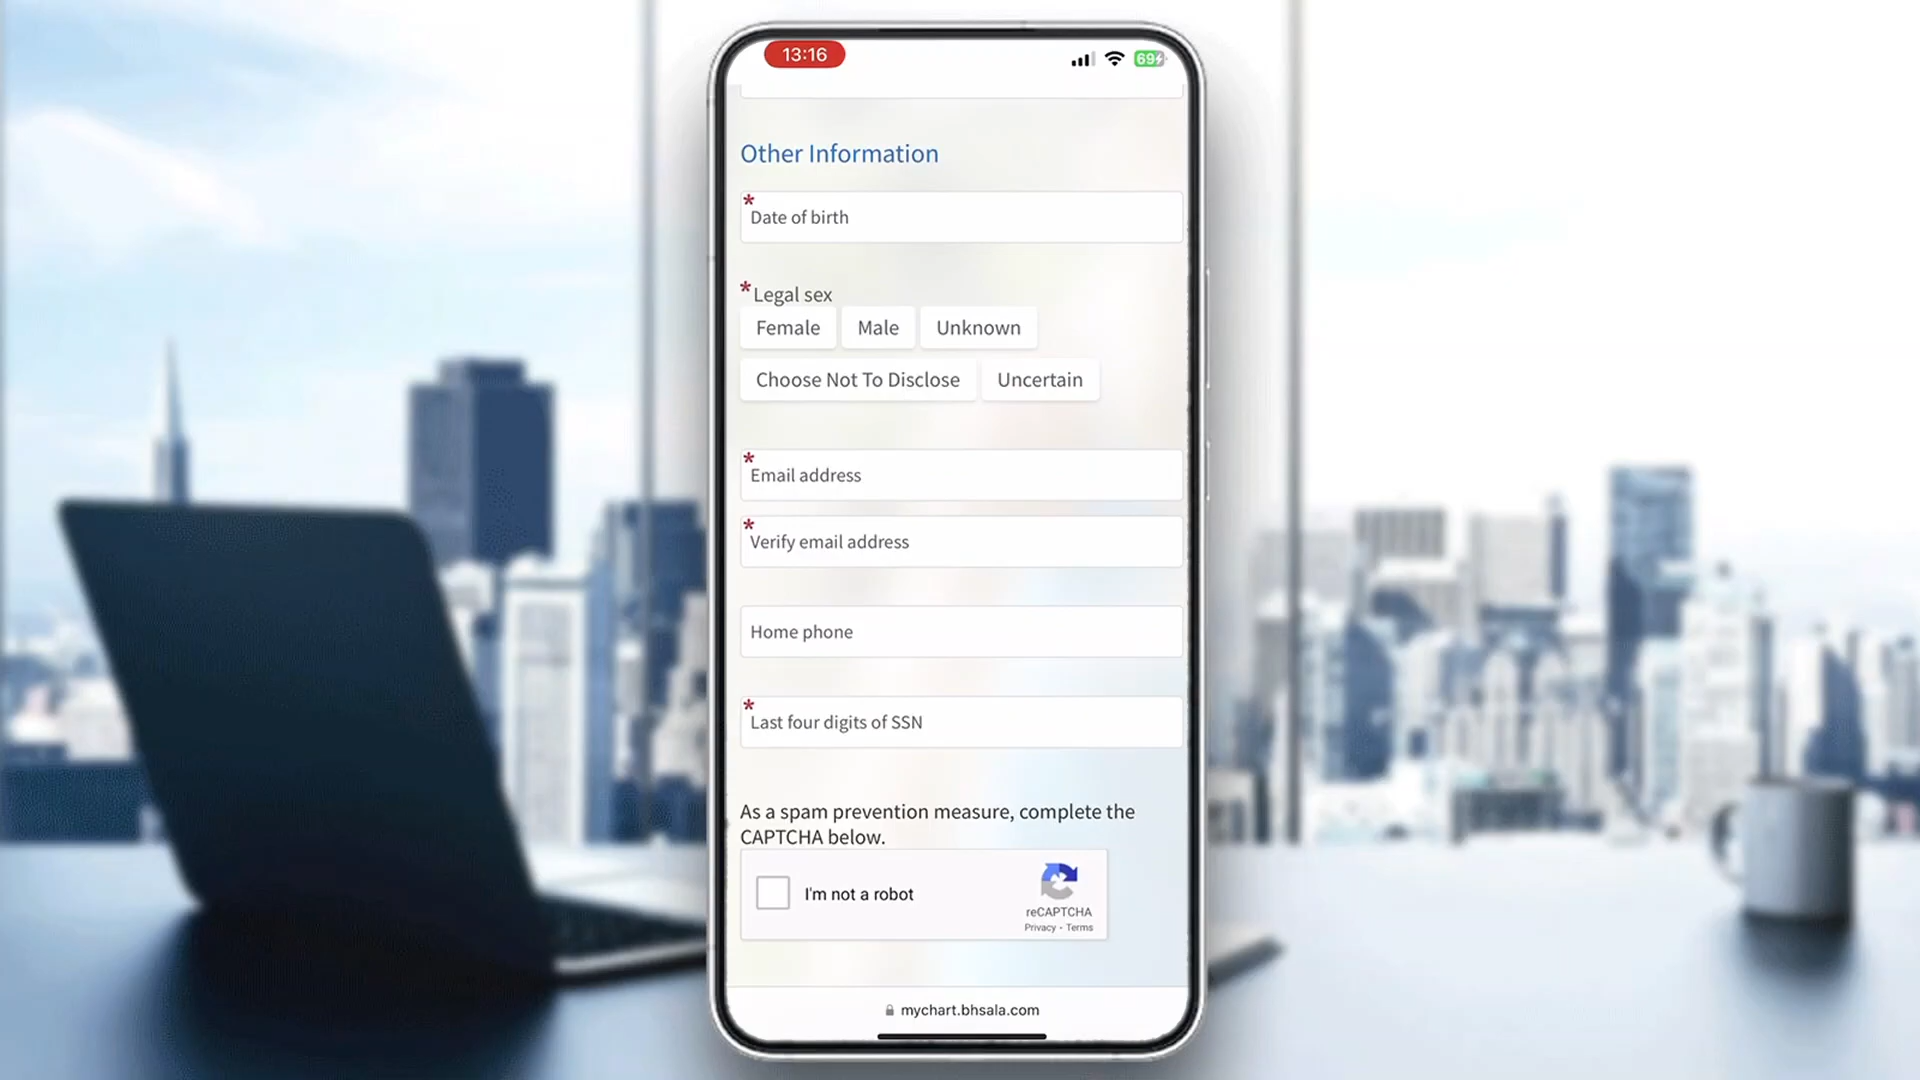 13:16
69
Other Information
* Date of birth
* Legal sex
Female Male Unknown
Choose Not To Disclose Uncertain
* Email address
* Verify email address
Home phone
* Last four digits of SSN
As a spam prevention measure, complete the
CAPTCHA below.
I'm not a robot
reCAPTCHA
Privacy - Terms
mychart.bhsala.com